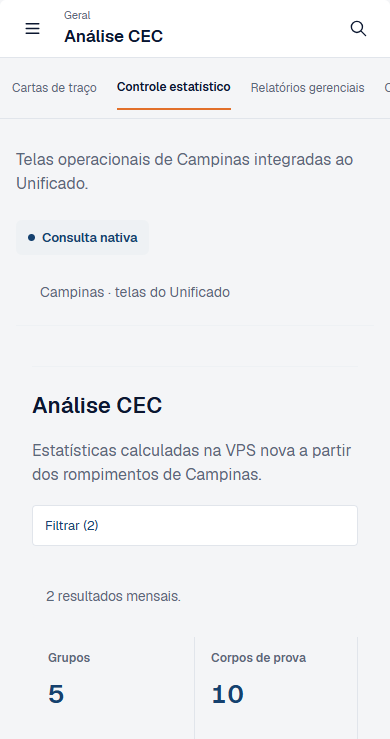 Geral
Análise CEC
Cartas de traço
Controle estatístico
Relatórios gerenciais
Telas operacionais de Campinas integradas ao
Unificado.
Consulta nativa
Campinas · telas do Unificado
Análise CEC
Estatísticas calculadas na VPS nova a partir
dos rompimentos de Campinas.
Filtrar (2)
2 resultados mensais.
Grupos
Corpos de prova
5
10